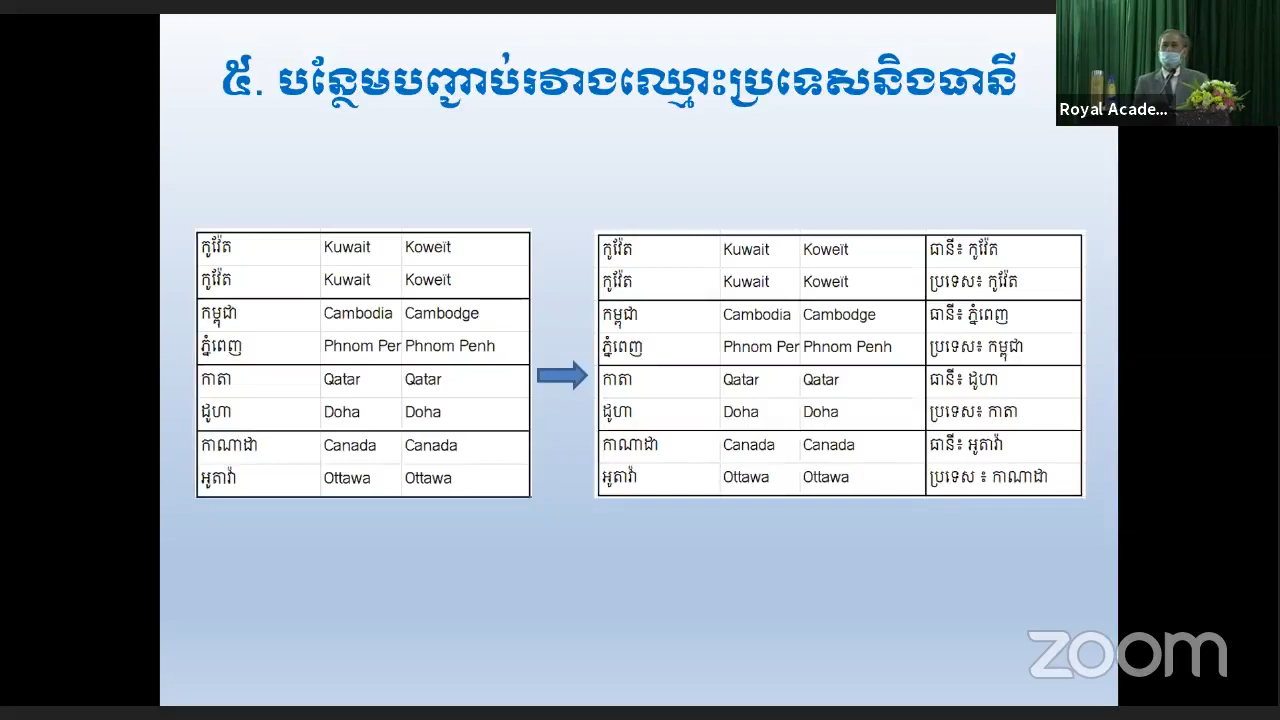 ៥. បន្ថែមបញ្ជាប់រវាងឈ្មោះប្រទេសនិងធានី
Royal Acade...
កូវ៉ែត Kuwait Koweït
កូវ៉ែត Kuwait Koweït
កម្ពុជា Cambodia Cambodge
ភ្នំពេញ Phnom Per Phnom Penh
កាតា Qatar Qatar
ដូហា Doha Doha
កាណាដា Canada Canada
អូតាវ៉ា Ottawa Ottawa
កូវ៉ែត Kuwait Koweït ធានី៖ កូវ៉ែត
កូវ៉ែត Kuwait Koweït ប្រទេស៖ កូវ៉ែត
កម្ពុជា Cambodia Cambodge ធានី៖ ភ្នំពេញ
ភ្នំពេញ Phnom Per Phnom Penh ប្រទេស៖ កម្ពុជា
កាតា Qatar Qatar ធានី៖ ដូហា
ដូហា Doha Doha ប្រទេស៖ កាតា
កាណាដា Canada Canada ធានី៖ អូតាវ៉ា
អូតាវ៉ា Ottawa Ottawa ប្រទេស ៖ កាណាដា
zoom